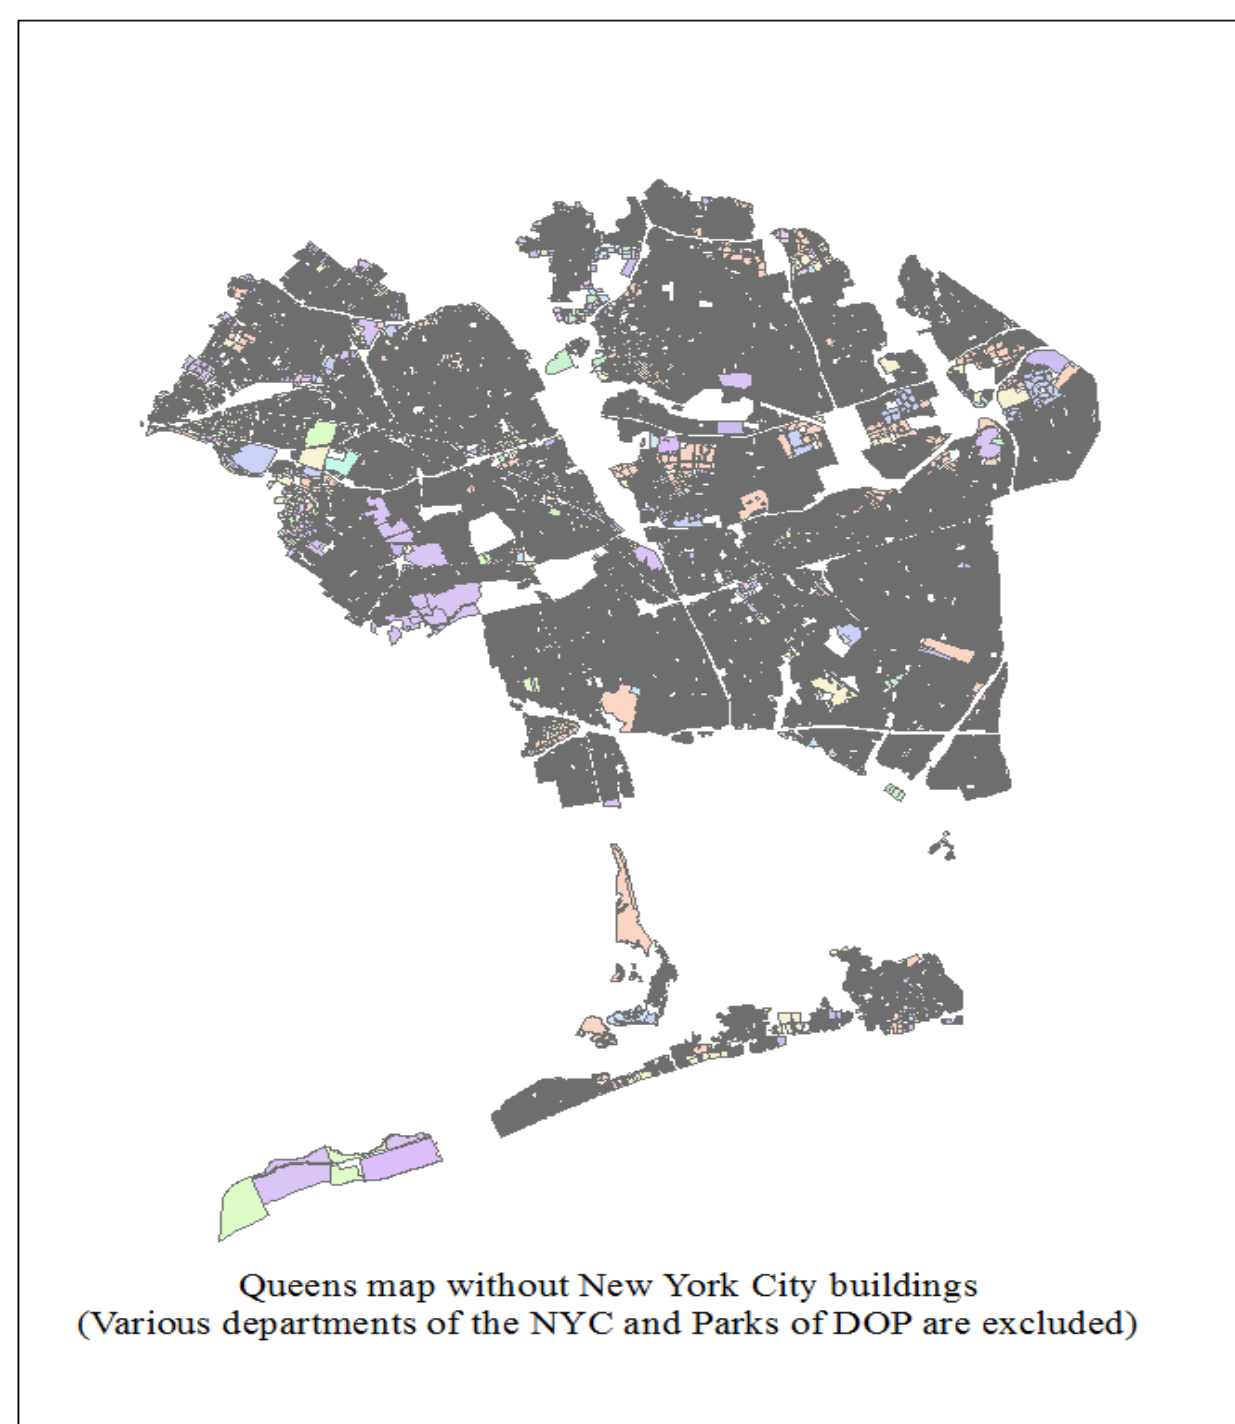 Queens map without New York City buildings
(Various departments of the NYC and Parks of DOP are excluded)